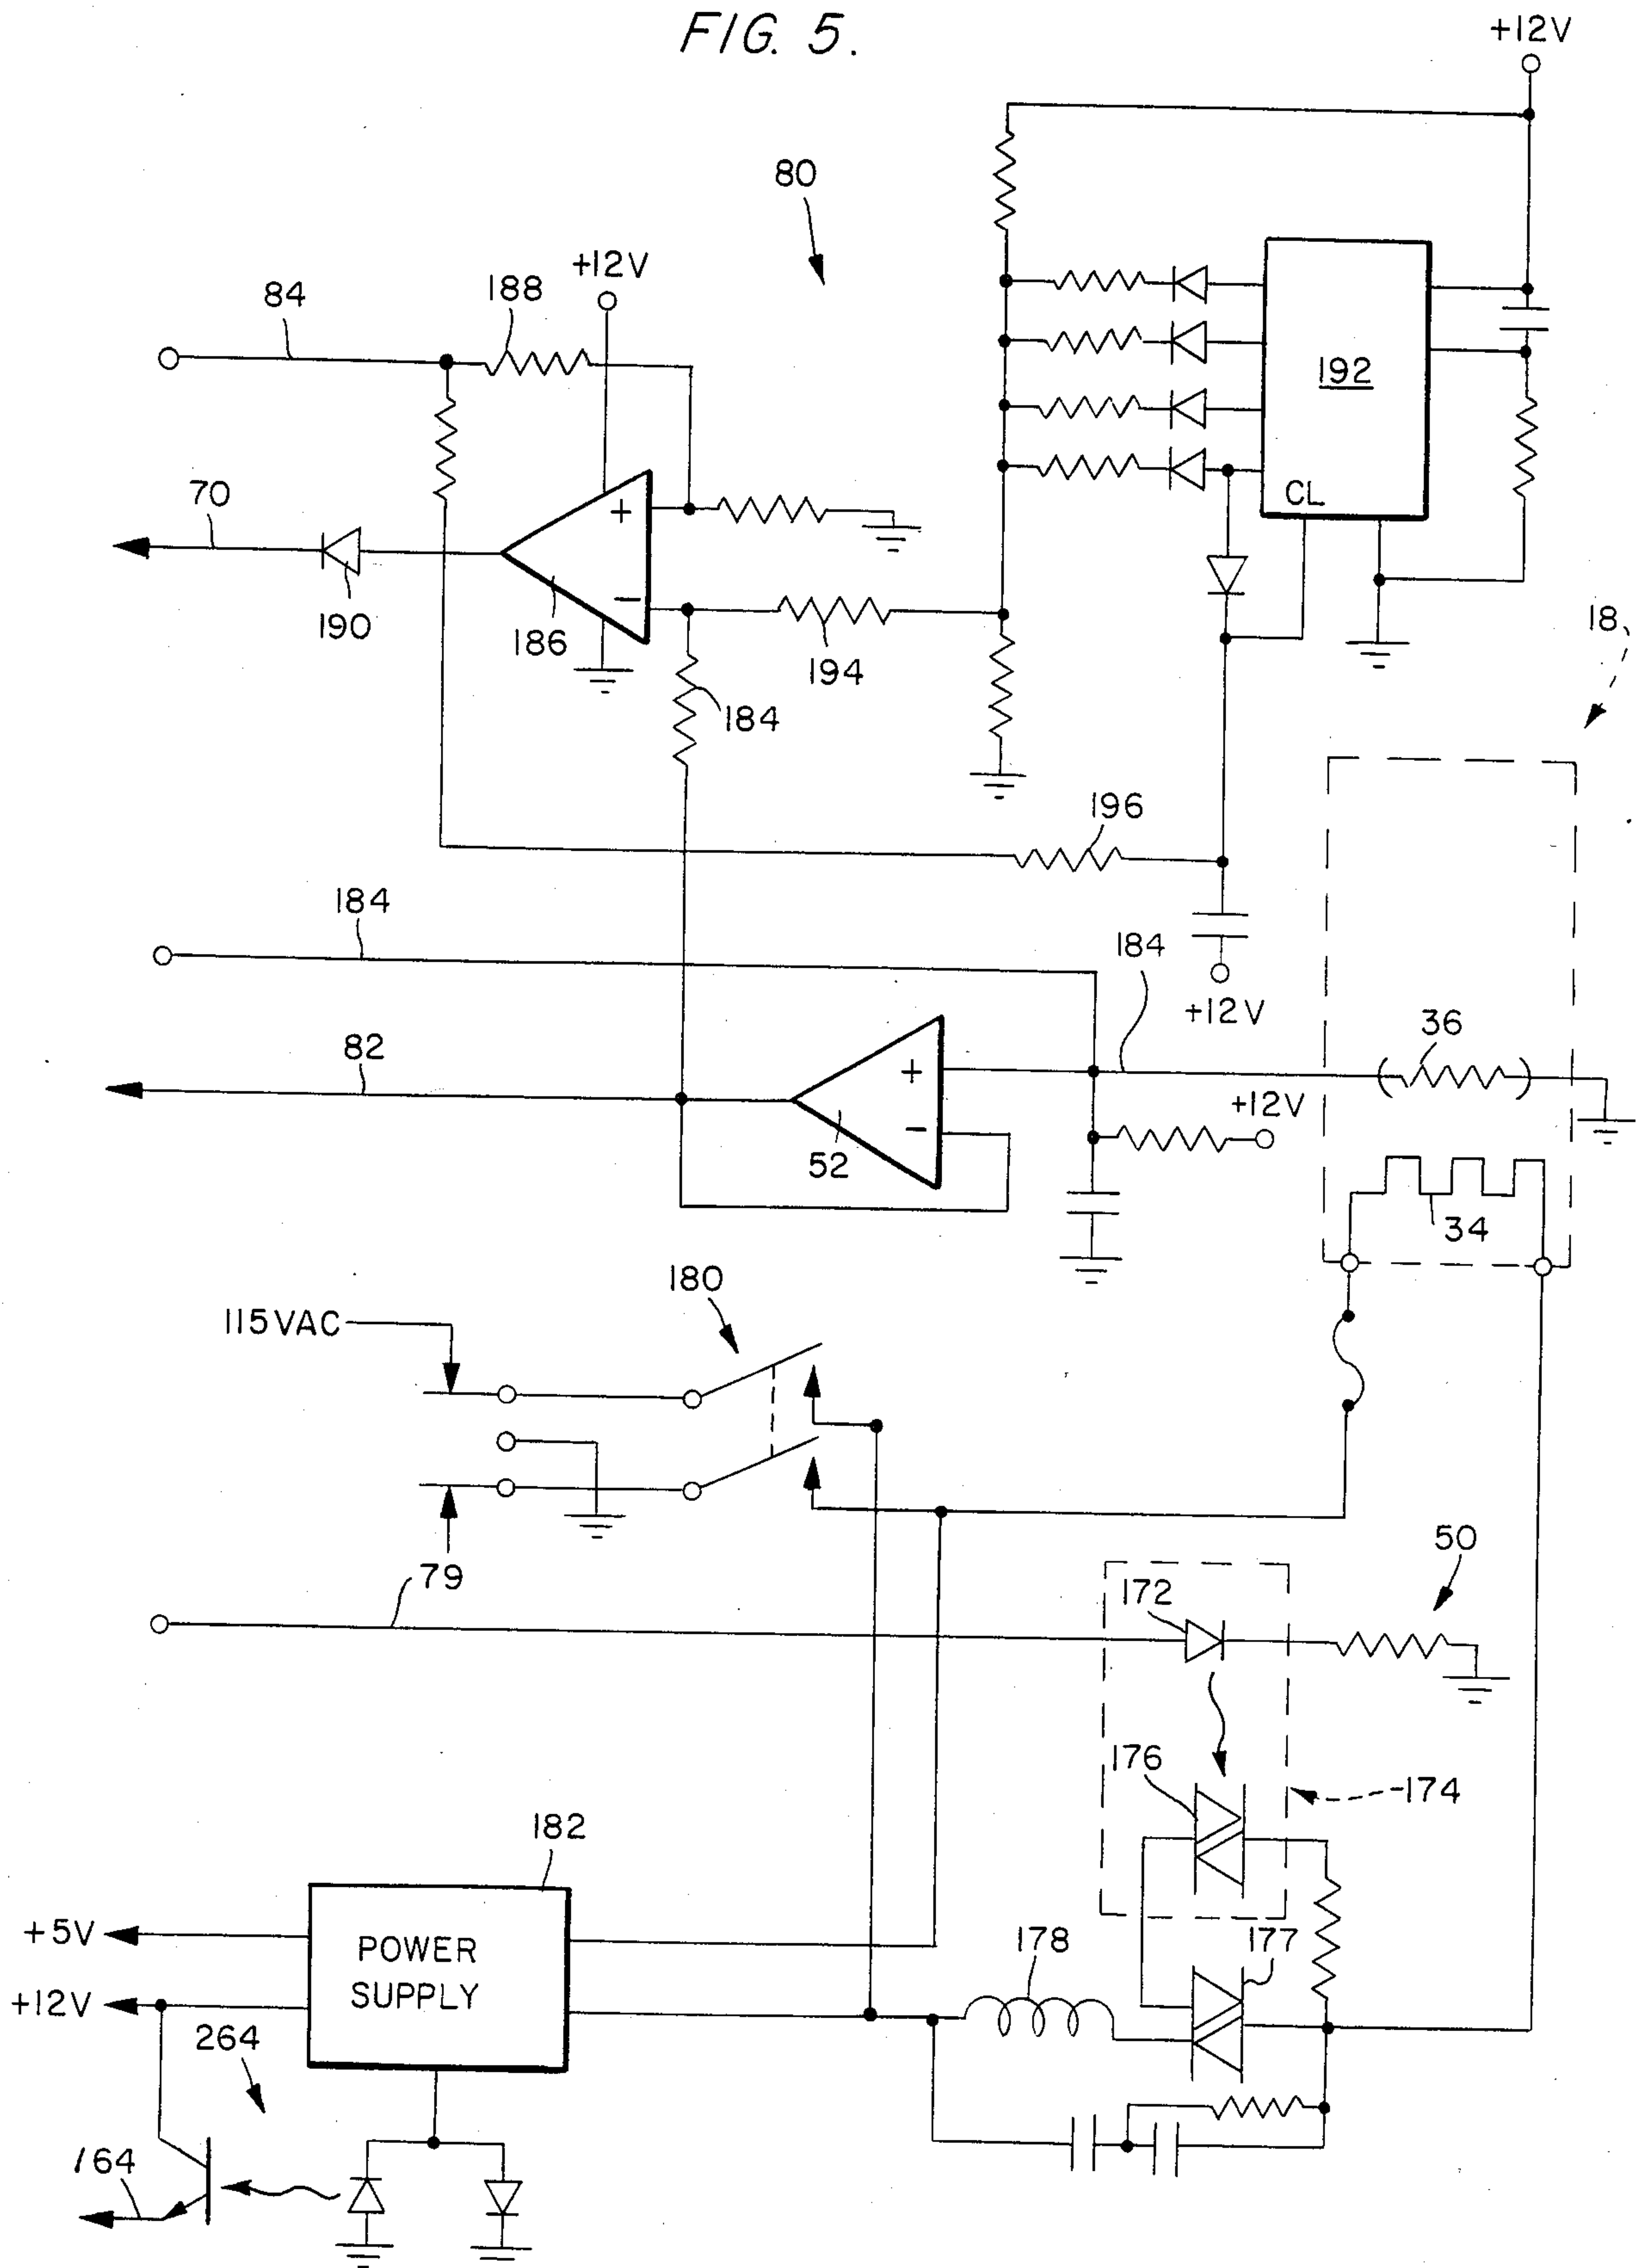 FIG. 5.
+12V
80
+12V
84
188
192
70
+
CL
190
186
−
194
18
184
196
184
184
+12V
82
36
+
+12V
52
−
34
180
115VAC
79
50
172
176
174
182
+5V
POWER
SUPPLY
178
177
+12V
264
164